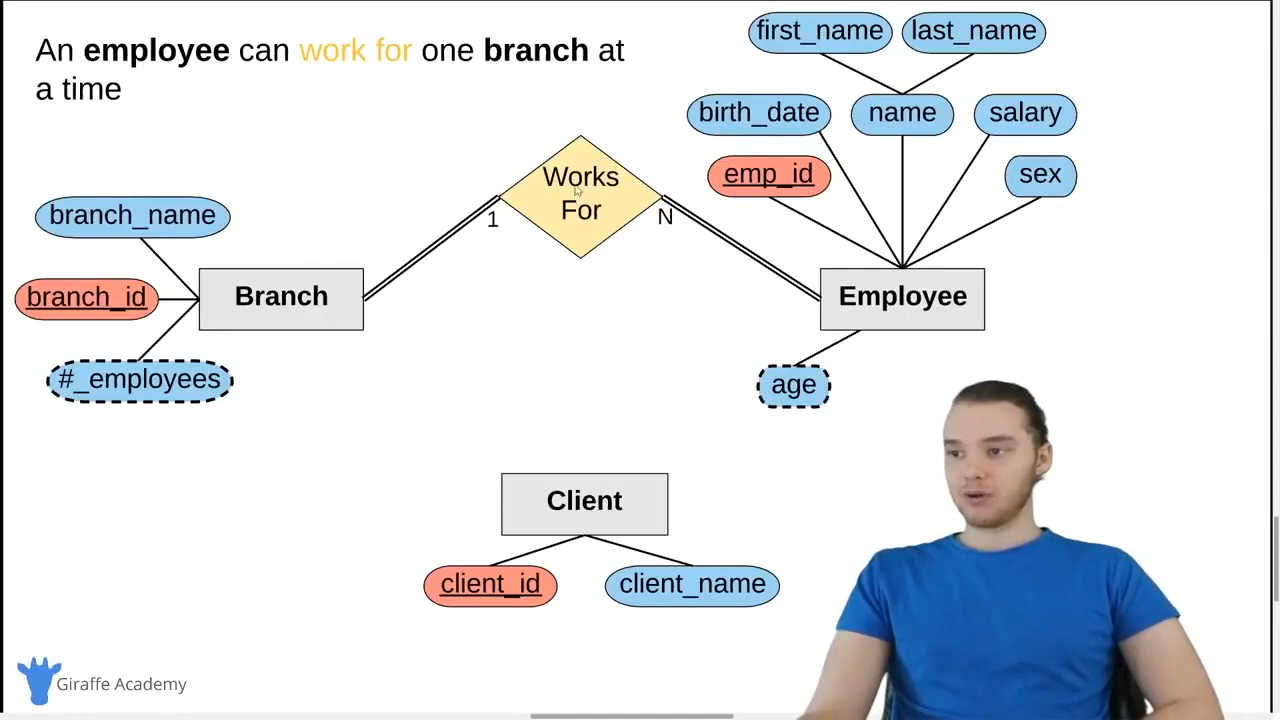 An employee can work for one branch at
a time
first_name
last_name
birth_date
name
salary
emp_id
sex
Works
For
1
N
branch_name
branch_id
#_employees
Branch
Employee
age
Client
client_id
client_name
Giraffe Academy